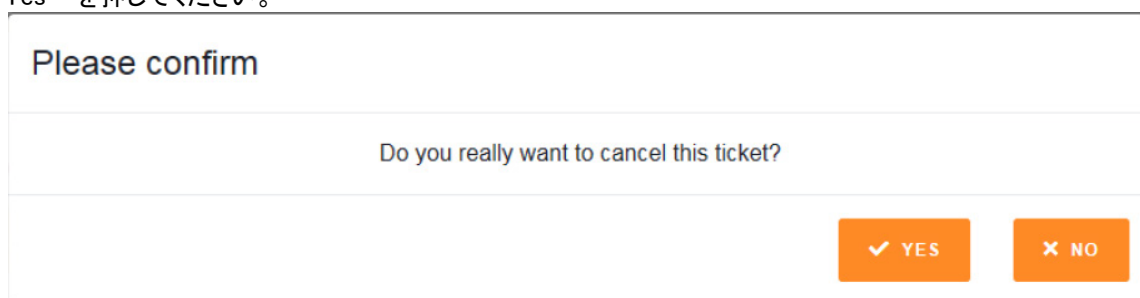 Yes” を押してください。
Please confirm
Do you really want to cancel this ticket?
YES
NO